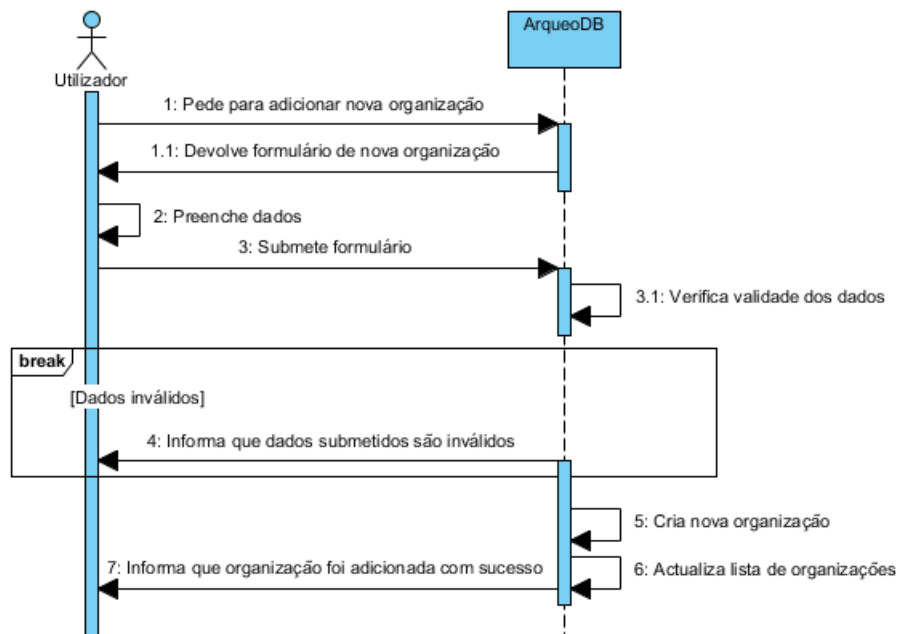 ArqueoDB
Utilizador
1: Pede para adicionar nova organização
1.1: Devolve formulário de nova organização
2: Preenche dados
3: Submete formulário
3.1: Verifica validade dos dados
break
[Dados inválidos]
4: Informa que dados submetidos são inválidos
5: Cria nova organização
7: Informa que organização foi adicionada com sucesso
6: Actualiza lista de organizações